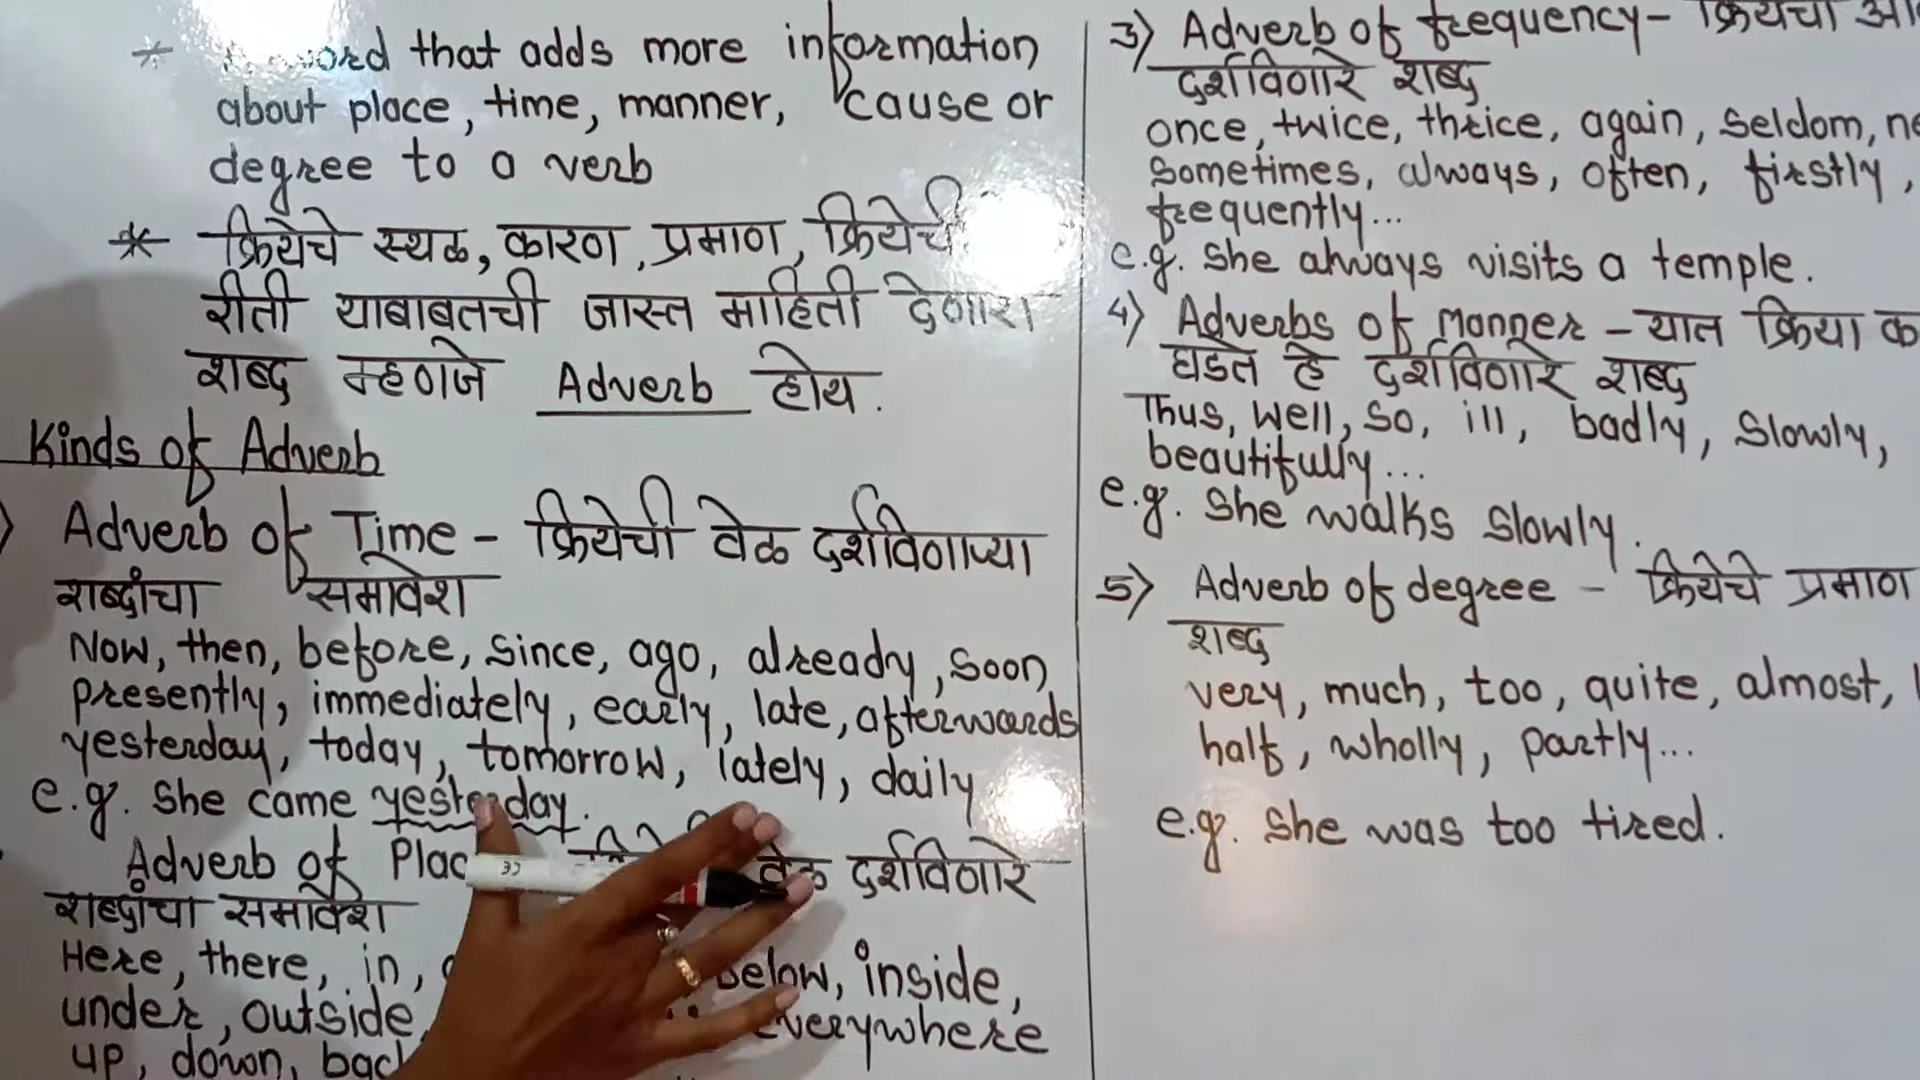 * word that adds more information
about place, time, manner, cause or
degree to a verb
* क्रियेचे स्थळ, कारण, प्रमाण, क्रियेची
रीती याबाबतची जास्त माहिती देणारा
शब्द म्हणजे Adverb होय.
Kinds of Adverb
Adverb of Time - क्रियेची वेळ दर्शविणाऱ्या
शब्दांचा समावेश
Now, then, before, since, ago, already, soon
presently, immediately, early, late, afterwards
yesterday, today, tomorrow, lately, daily
e.g. She came yesterday.
Adverb of वेळ दर्शविणारे
शब्दांचा समावेश
Here, there, in, below, inside,
under, outside, everywhere
up, down,
3) Adverb of frequency - क्रियेची
दर्शविणारे शब्द
once, twice, thrice, again, seldom,
Sometimes, always, often, firstly,
frequently...
e.g. She always visits a temple.
4) Adverbs of Manner - यात क्रिया
घडते हे दर्शविणारे शब्द
Thus, well, so, ill, badly, slowly,
beautifully...
e.g. She walks slowly.
5) Adverb of degree - क्रियेचे प्रमाण
शब्द
very, much, too, quite, almost,
half, wholly, partly...
e.g. She was too tired.